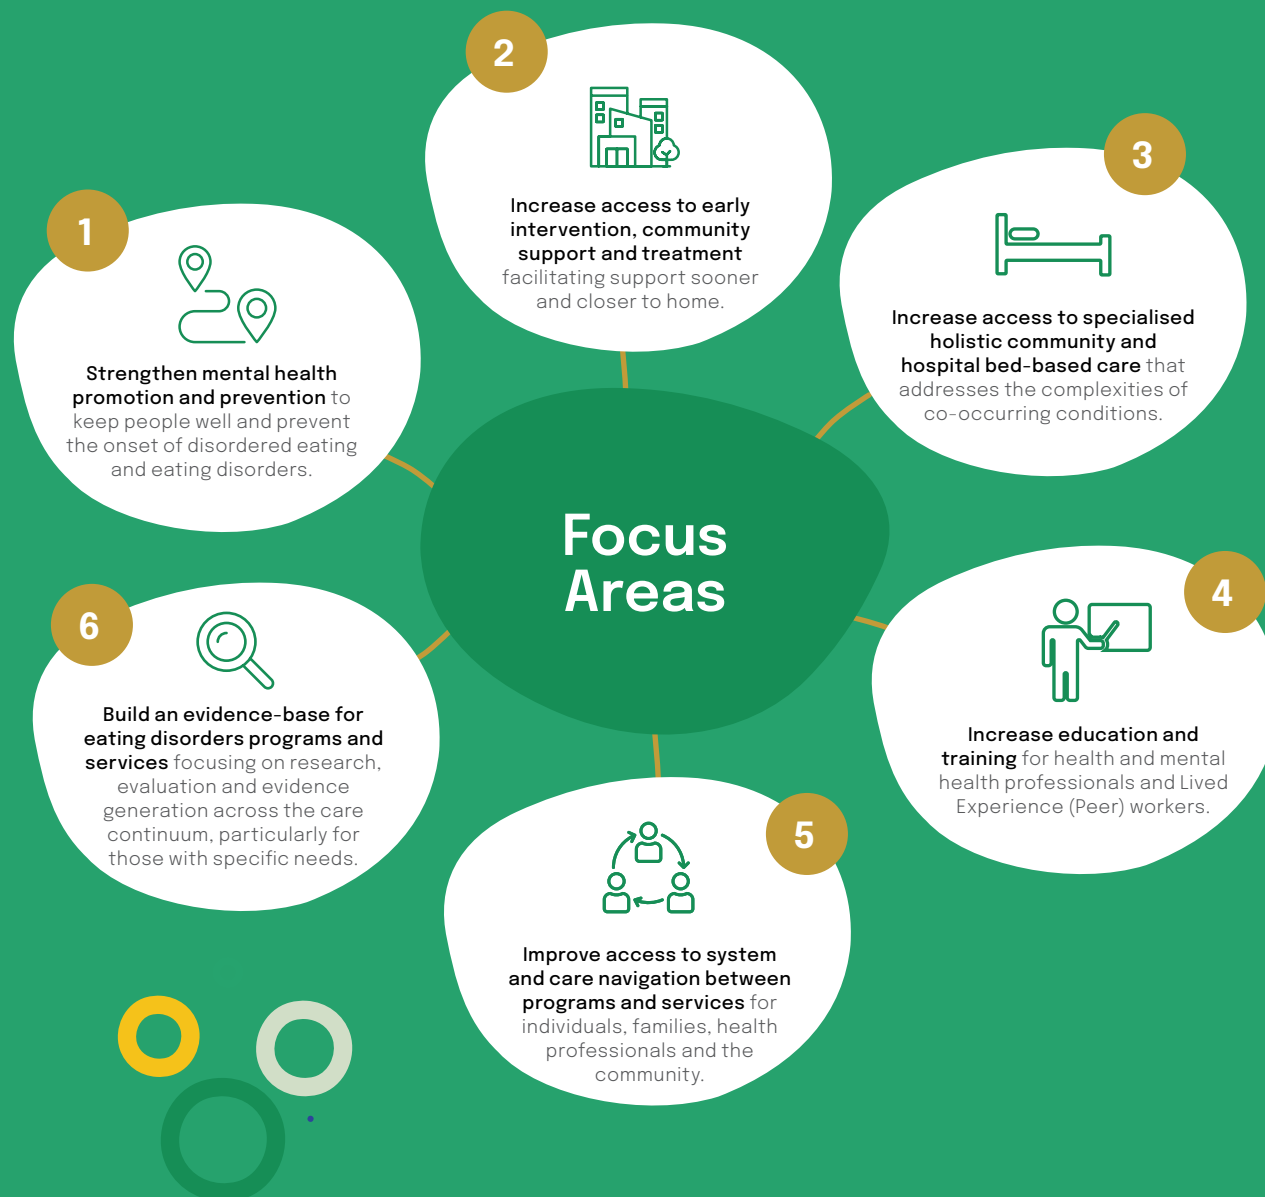 1
Strengthen mental health
promotion and prevention to
keep people well and prevent
the onset of disordered eating
and eating disorders.
2
Increase access to early
intervention, community
support and treatment
facilitating support sooner
and closer to home.
3
Increase access to specialised
holistic community and
hospital bed-based care that
addresses the complexities of
co-occurring conditions.
Focus
Areas
4
Increase education and
training for health and mental
health professionals and Lived
Experience (Peer) workers.
5
Improve access to system
and care navigation between
programs and services for
individuals, families, health
professionals and the
community.
6
Build an evidence-base for
eating disorders programs and
services focusing on research,
evaluation and evidence
generation across the care
continuum, particularly for
those with specific needs.